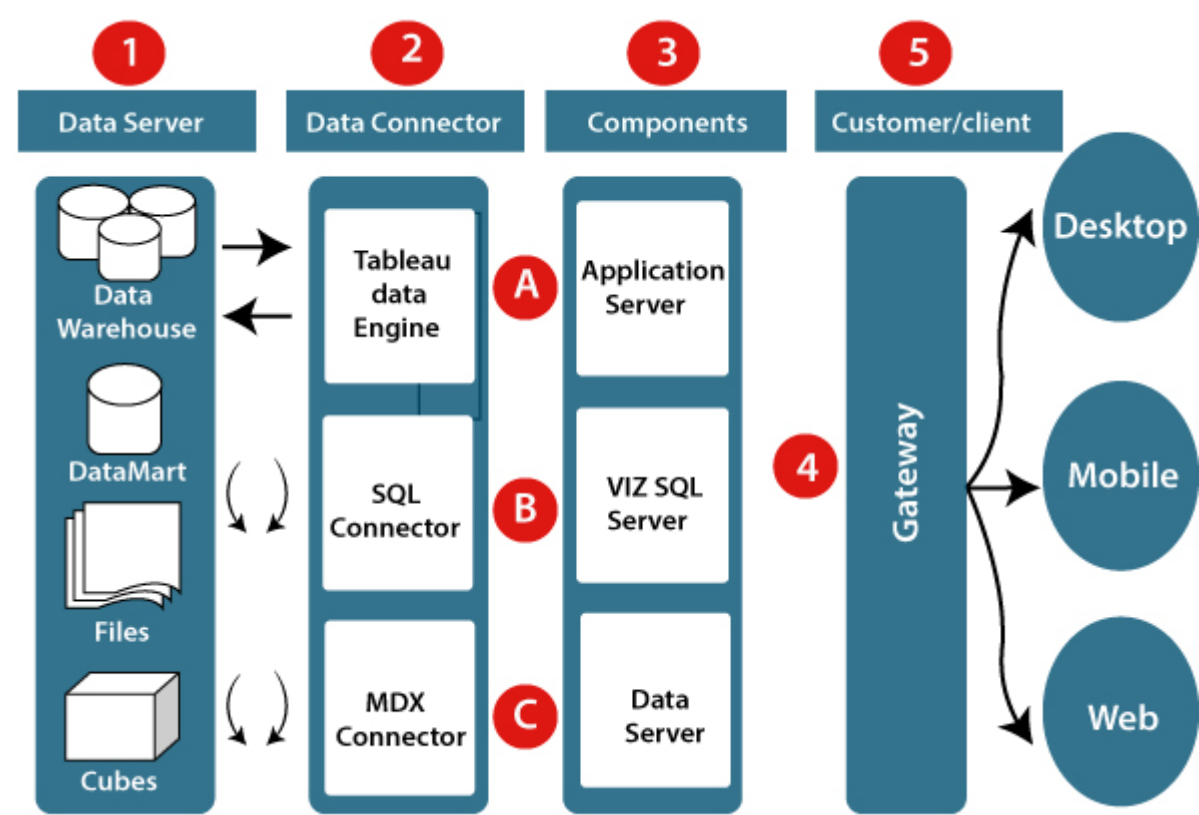 1
2
3
5
Data Server
Data Connector
Components
Customer/client
Data
Warehouse
DataMart
Files
Cubes
Tableau
data
Engine
SQL
Connector
MDX
Connector
A
B
C
Application
Server
VIZ SQL
Server
Data
Server
4
Gateway
Desktop
Mobile
Web